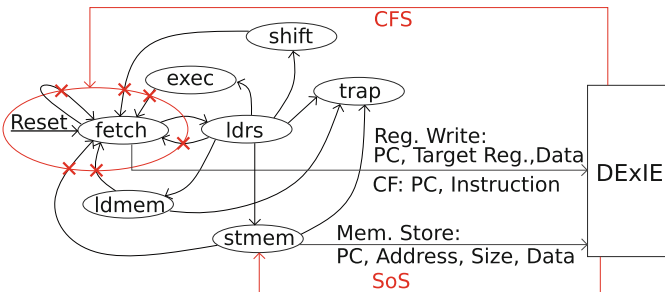 CFS
shift
exec
trap
Reset
fetch
ldrs
Reg. Write:
PC, Target Reg.,Data
DExIE
CF: PC, Instruction
ldmem
stmem
Mem. Store:
PC, Address, Size, Data
SoS